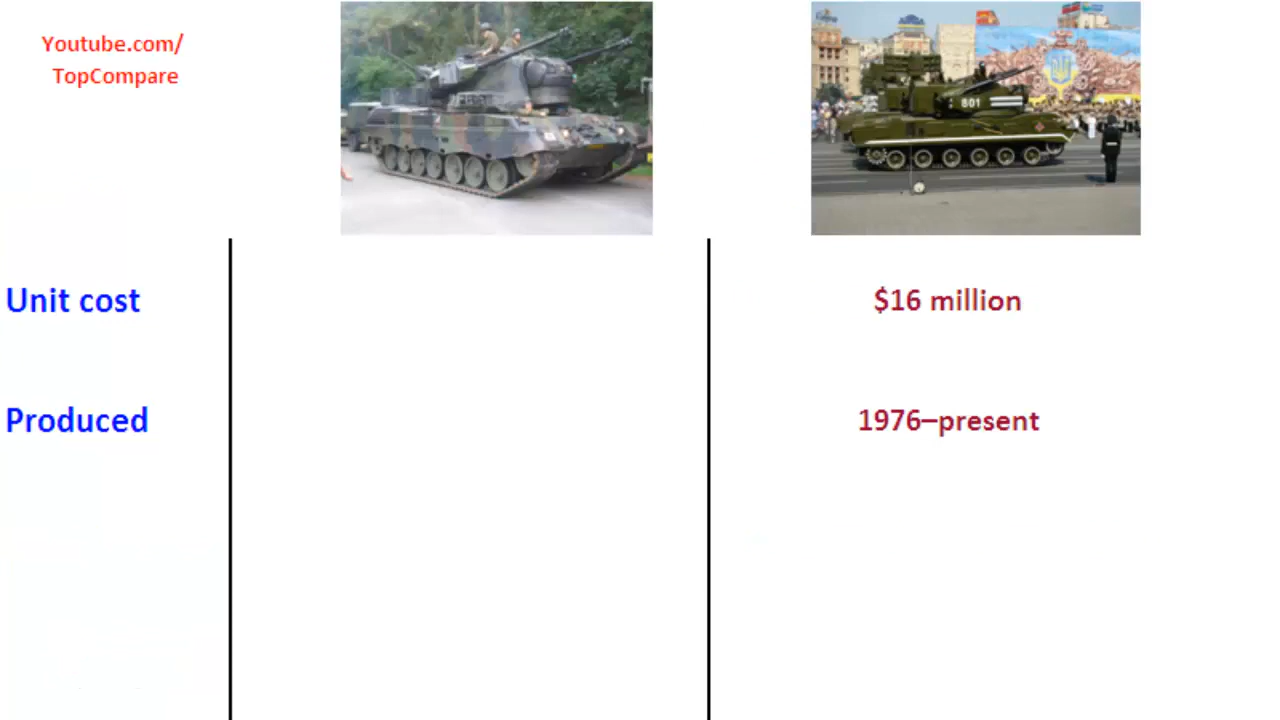 Youtube.com/
TopCompare
801
Unit cost
$16 million
Produced
1976–present